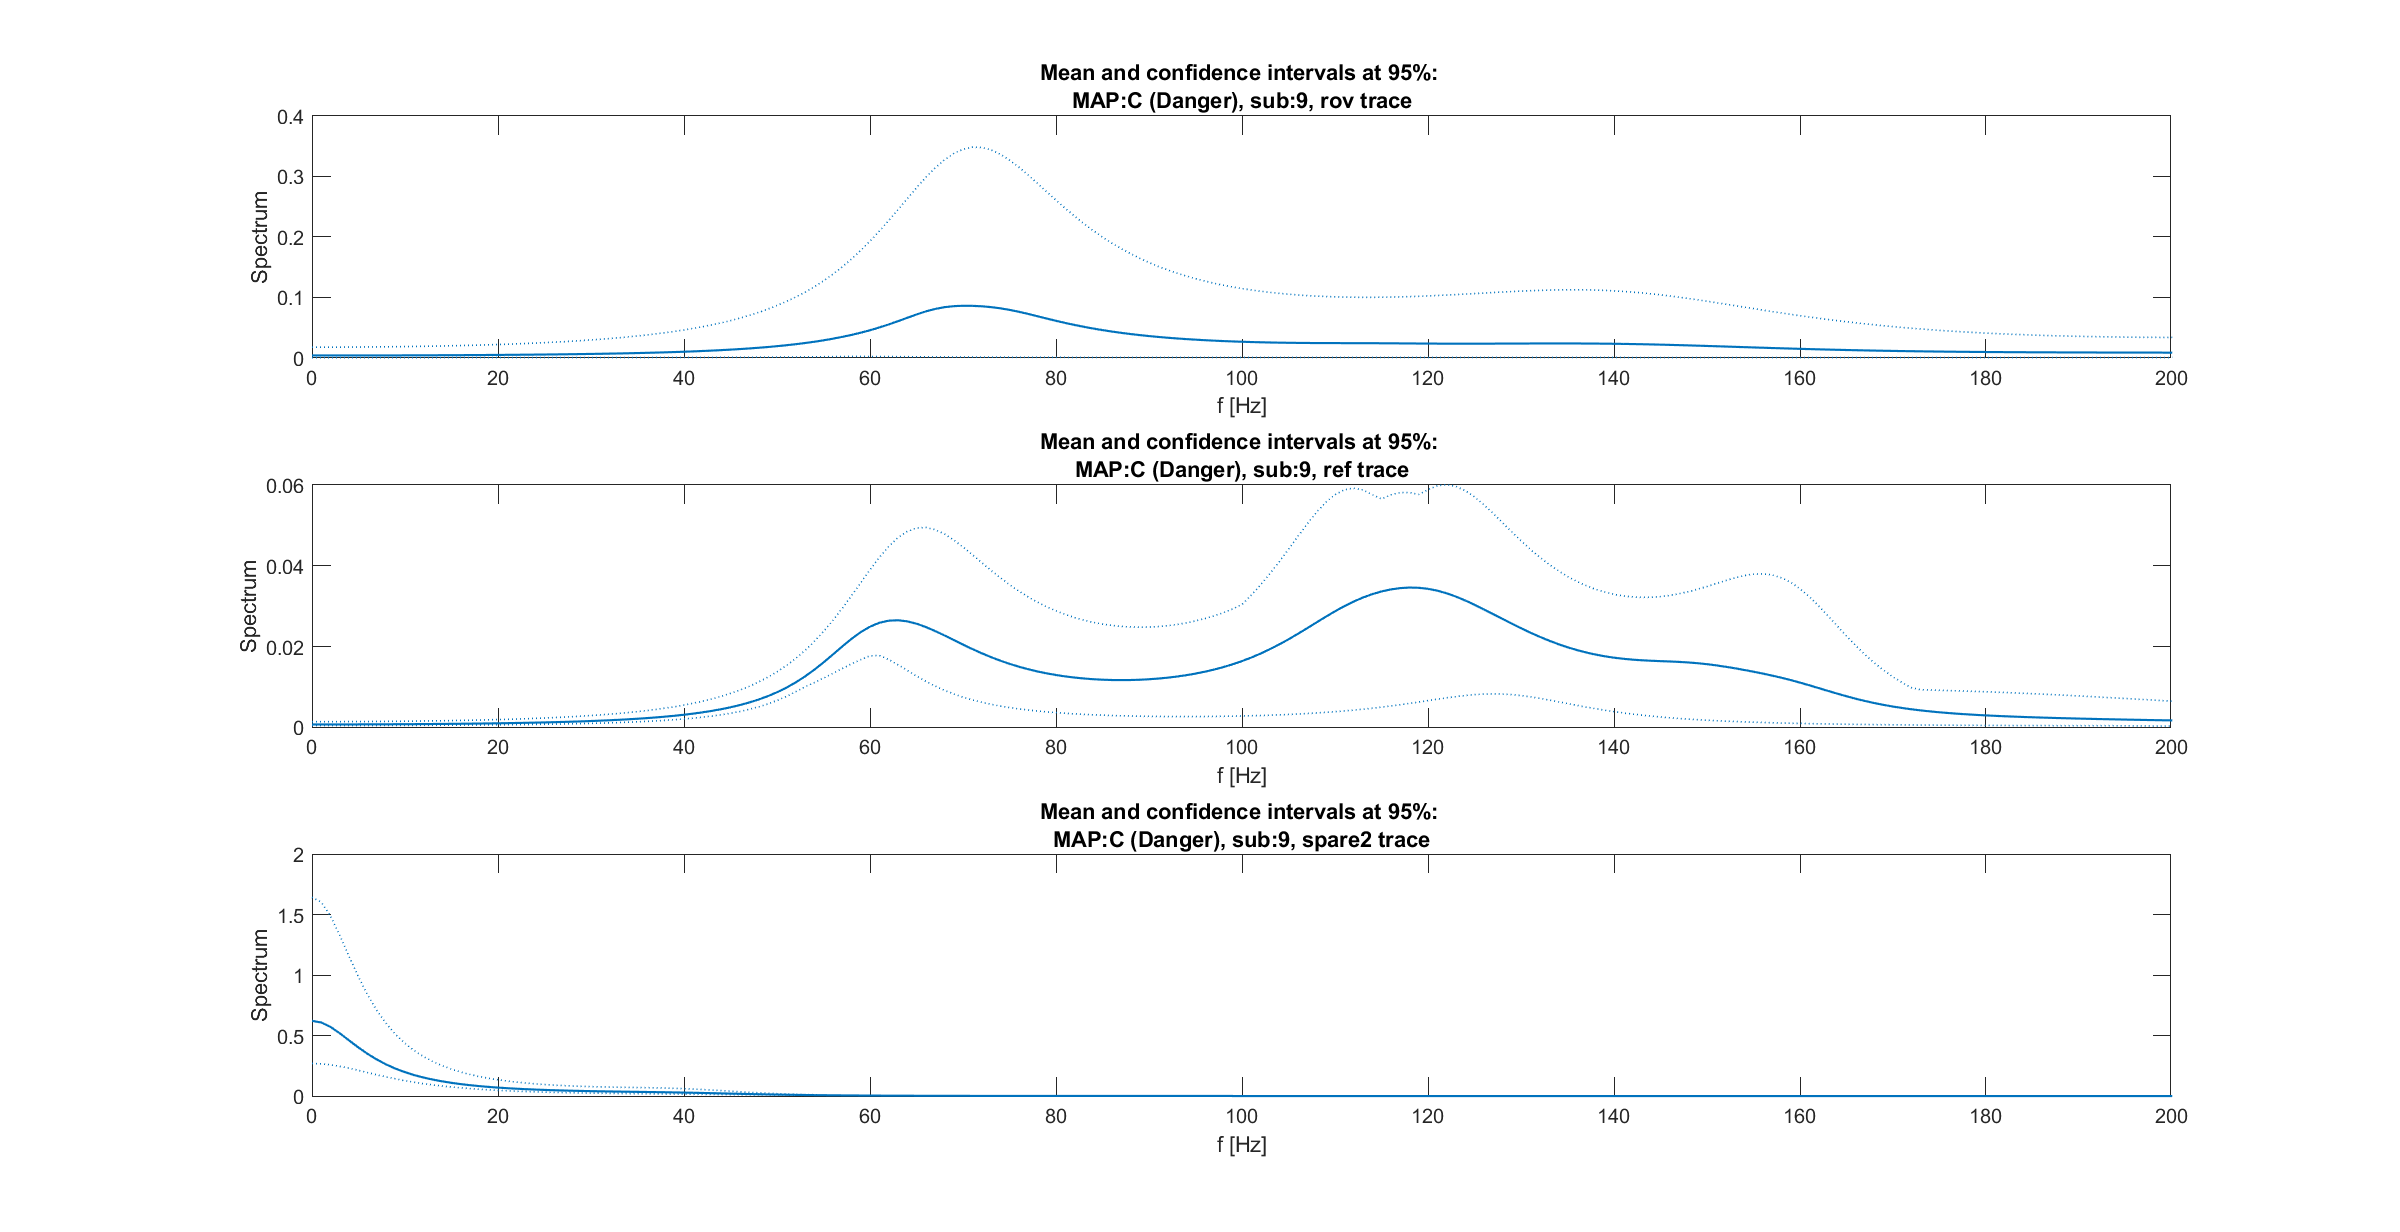 Mean and confidence intervals at 95%:
MAP:C (Danger), sub:9, rov trace
0.4
0.3
0.2
0.1
0
Spectrum
0 20 40 60 80 100 120 140 160 180 200
f [Hz]
Mean and confidence intervals at 95%:
MAP:C (Danger), sub:9, ref trace
0.06
0.04
0.02
0
Spectrum
0 20 40 60 80 100 120 140 160 180 200
f [Hz]
Mean and confidence intervals at 95%:
MAP:C (Danger), sub:9, spare2 trace
2
1.5
1
0.5
0
Spectrum
0 20 40 60 80 100 120 140 160 180 200
f [Hz]